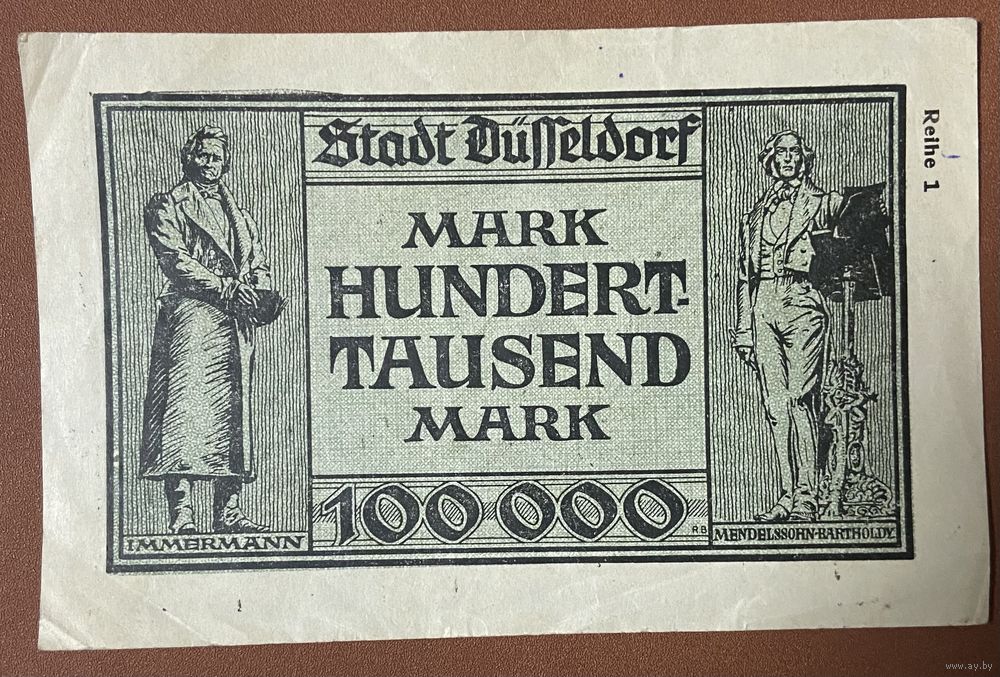 Stadt Düsseldorf
MARK
HUNDERT-
TAUSEND
MARK
100 000
RB
IMMERMANN
MENDELSSOHN-BARTHOLDY
Reihe 1
www.ay.by